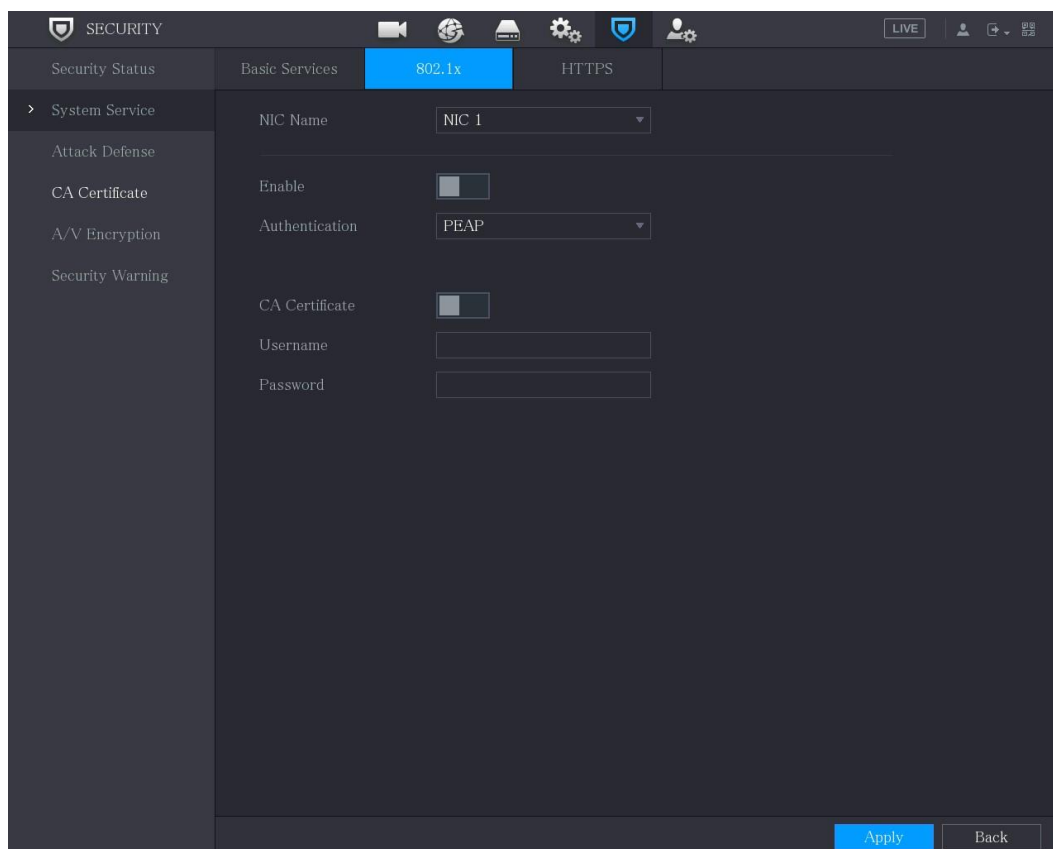 SECURITY
LIVE
Security Status
Basic Services
802.1x
HTTPS
System Service
NIC Name
NIC 1
Attack Defense
CA Certificate
Enable
A/V Encryption
Authentication
PEAP
Security Warning
CA Certificate
Username
Password
Apply
Back